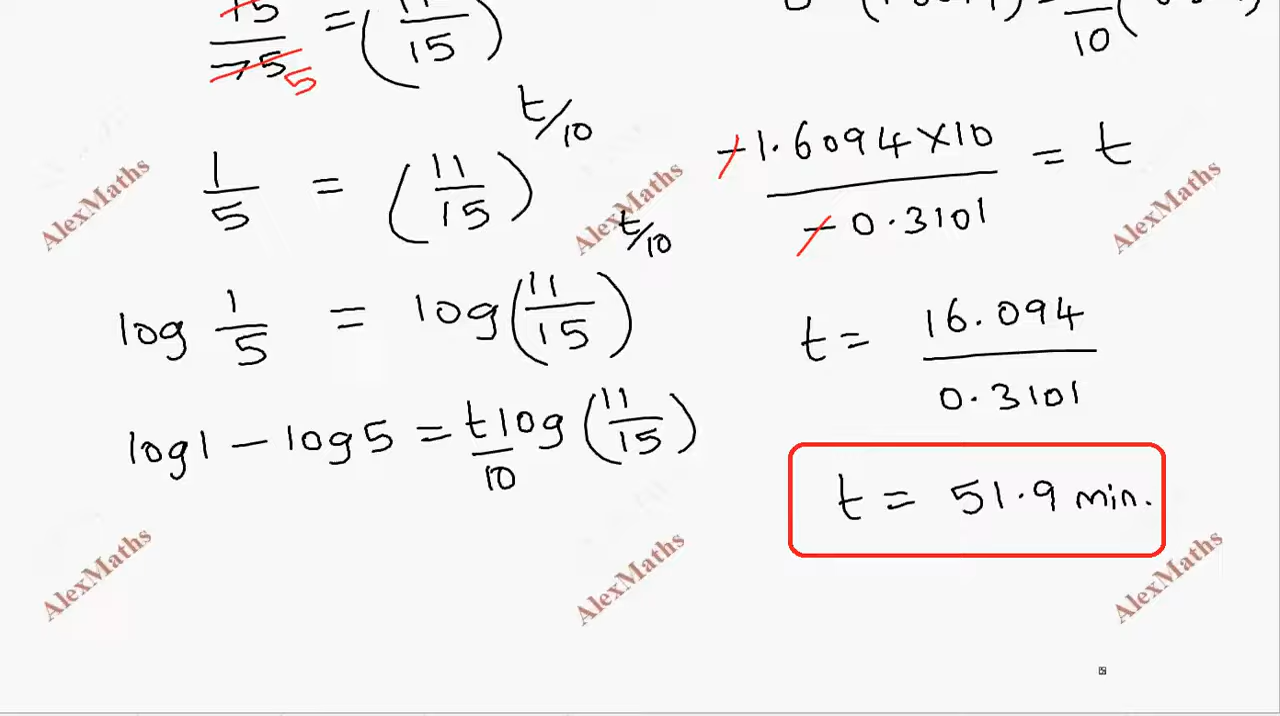 15/75 5 = (11/15)
1/5 = (11/15)^t/10
log 1/5 = log(11/15)^t/10
log1 - log5 = t/10 log(11/15)
10
-1.6094×10 / -0.3101 = t
t = 16.094/0.3101
t = 51.9 min.
AlexMaths
AlexMaths
AlexMaths
AlexMaths
AlexMaths
AlexMaths